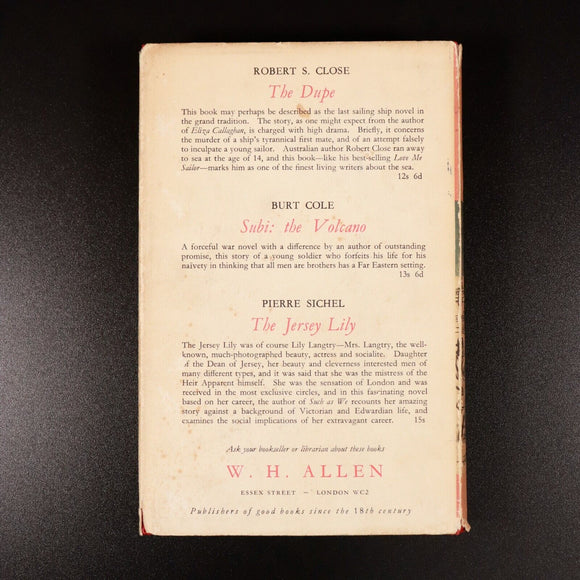 ROBERT S. CLOSE
The Dupe
This book may perhaps be described as the last sailing ship novel in
the grand tradition. The story, as one might expect from the author
of Eliza Callaghan, is charged with high drama. Briefly, it concerns
the murder of a ship's tyrannical first mate, and of an attempt falsely
to inculpate a young sailor. Australian author Robert Close ran away
to sea at the age of 14, and this book—like his best-selling Love Me
Sailor—marks him as one of the finest living writers about the sea.
12s 6d
BURT COLE
Subi: the Volcano
A forceful war novel with a difference by an author of outstanding
promise, this story of a young soldier who forfeits his life for his
naivety in thinking that all men are brothers has a Far Eastern setting.
13s 6d
PIERRE SICHEL
The Jersey Lily
The Jersey Lily was of course Lily Langtry—Mrs. Langtry, the well-
known, much-photographed beauty, actress and socialite. Daughter
of the Dean of Jersey, her beauty and cleverness interested men of
many different types, and it was said that she was the mistress of the
Heir Apparent himself. She was the sensation of London and was
received in the most exclusive circles, and in this fascinating novel
based on her career, the author of Such as We recounts her amazing
story against a background of Victorian and Edwardian life, and
examines the social implications of her extravagant career. 15s
Ask your bookseller or librarian about these books
W. H. ALLEN
ESSEX STREET – LONDON WC2
Publishers of good books since the 18th century